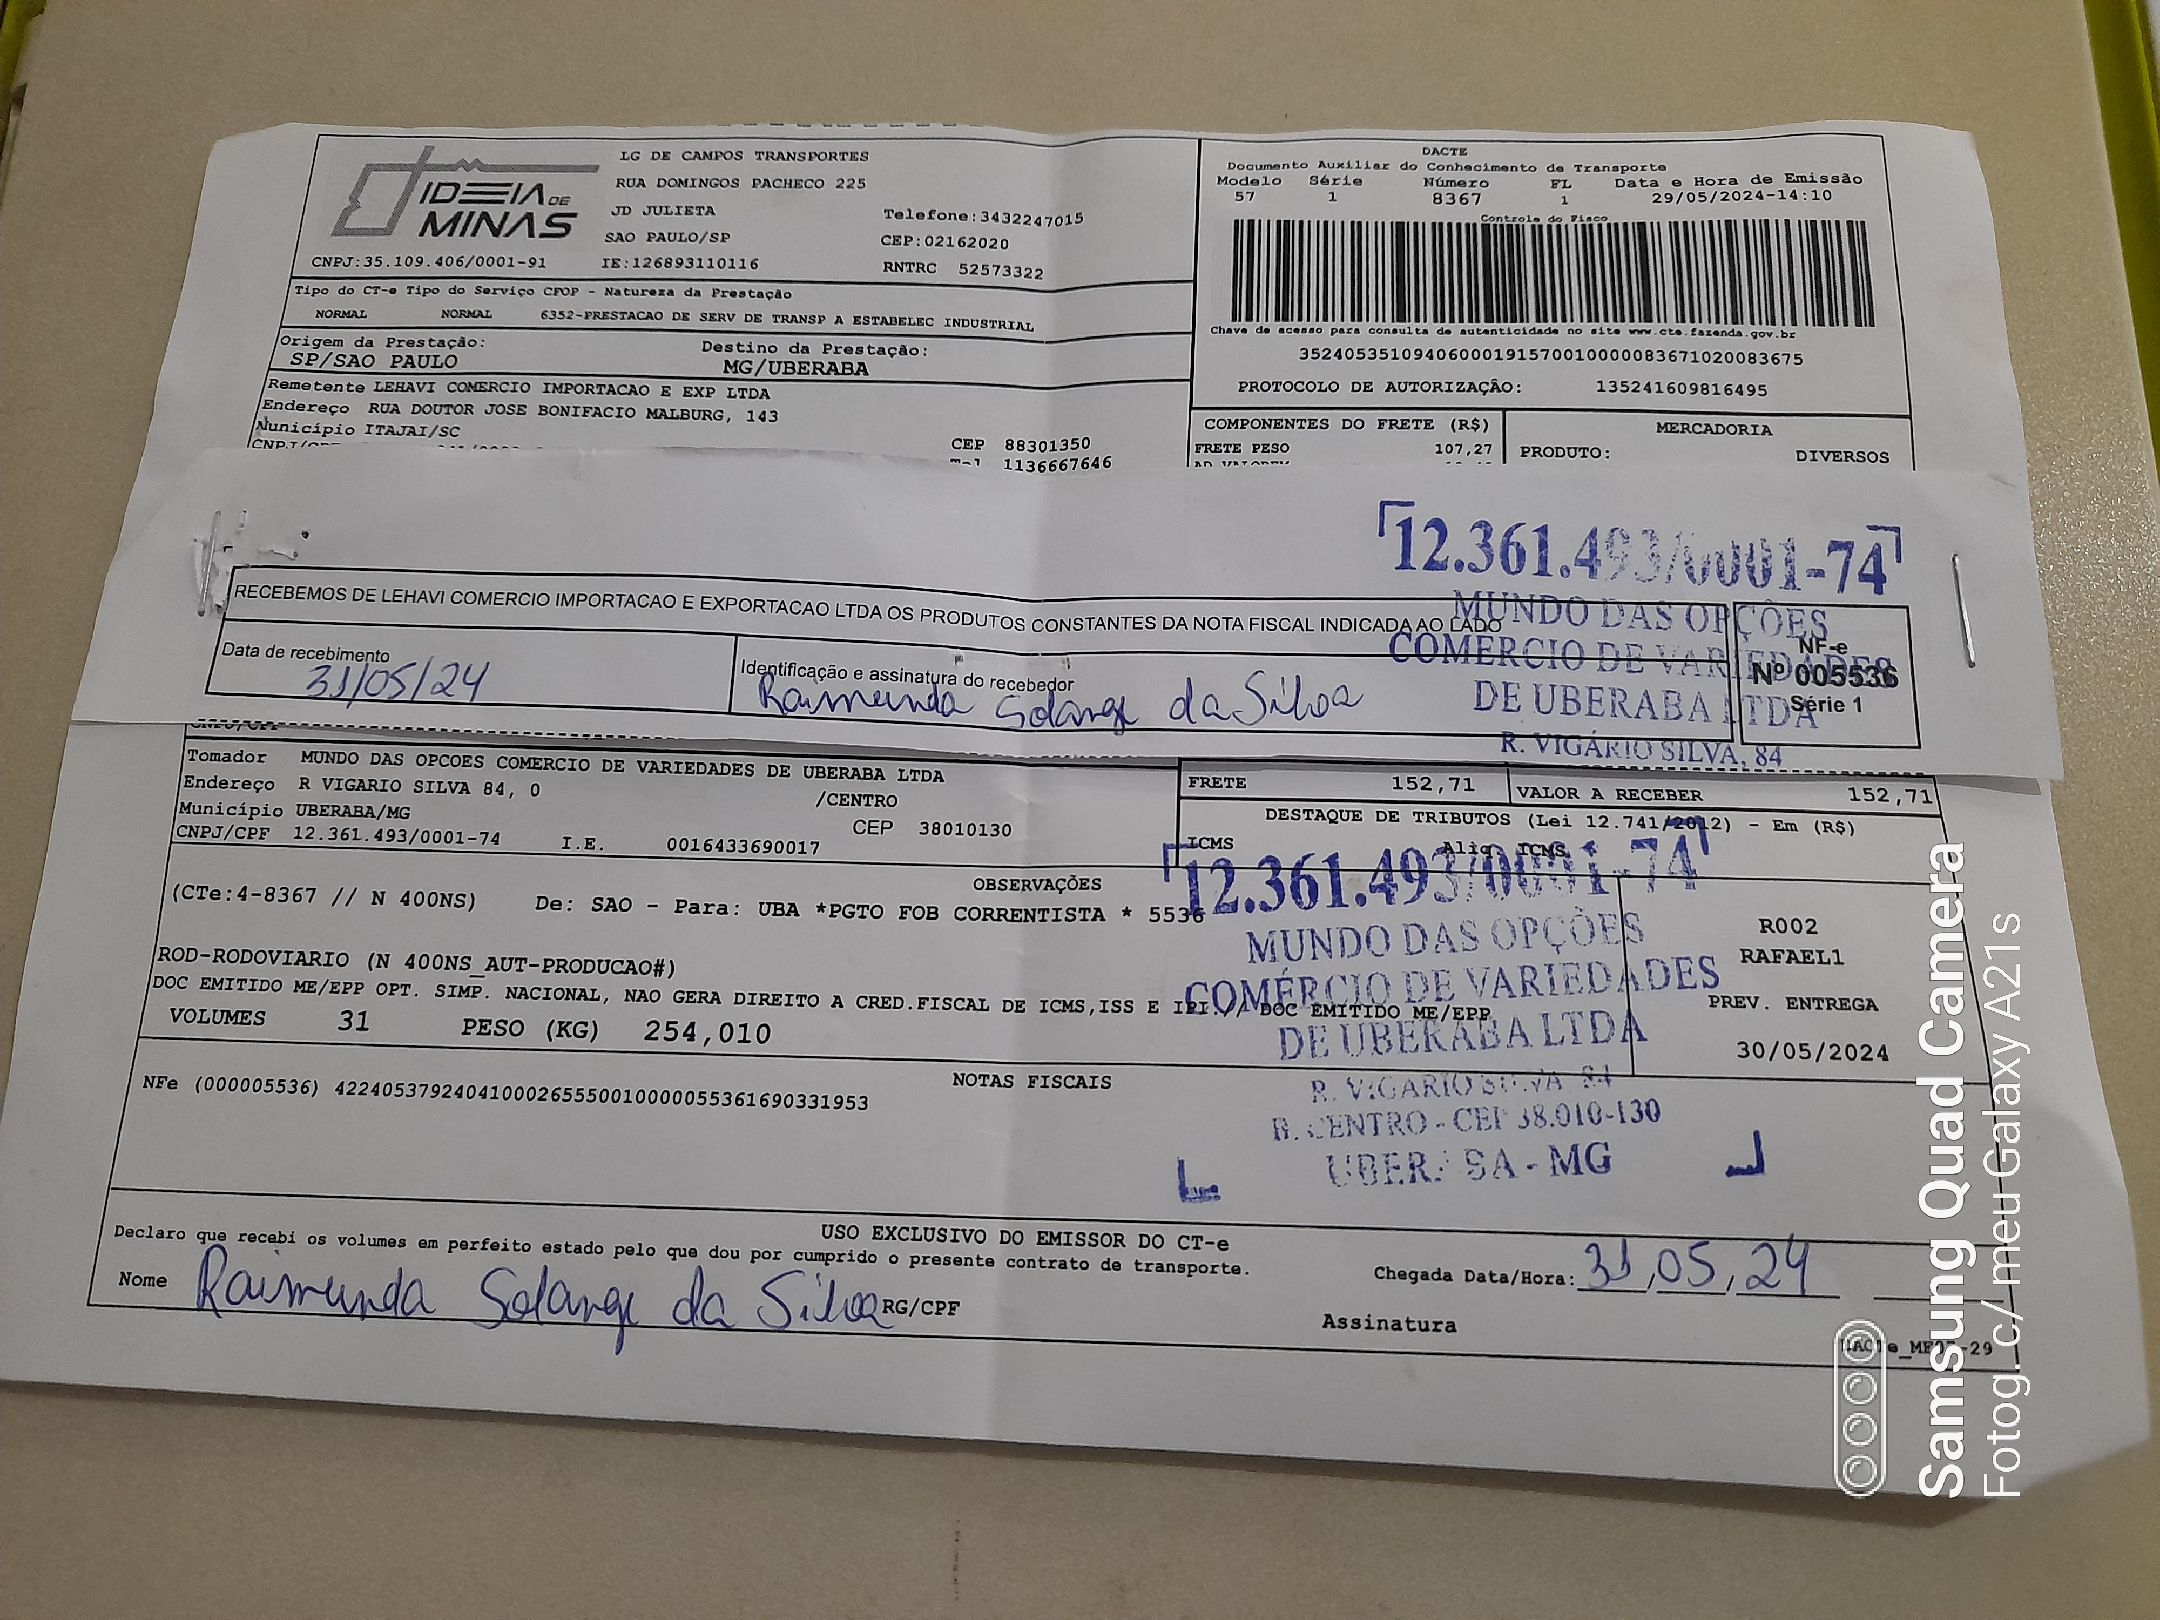 IDEIA DE MINAS
LG DE CAMPOS TRANSPORTES
RUA DOMINGOS PACHECO 225
JD JULIETA
Telefone:3432247015
SAO PAULO/SP
CEP:02162020
CNPJ:35.109.406/0001-91 IE:126893110116 RNTRC 52573322
DACTE
Documento Auxiliar do Conhecimento de Transporte
Modelo Série Número FL Data e Hora de Emissão
57 1 8367 1 29/05/2024-14:10
Controle do Fisco
Chave de acesso para consulta de autenticidade no site www.cte.fazenda.gov.br
35240535109406000191570010000083671020083675
PROTOCOLO DE AUTORIZAÇÃO: 135241609816495
Tipo do CT-e Tipo do Serviço CFOP - Natureza da Prestação
NORMAL NORMAL 6352-PRESTACAO DE SERV DE TRANSP A ESTABELEC INDUSTRIAL
Origem da Prestação: Destino da Prestação:
SP/SAO PAULO MG/UBERABA
Remetente LEHAVI COMERCIO IMPORTACAO E EXP LTDA
Endereço RUA DOUTOR JOSE BONIFACIO MALBURG, 143
Município ITAJAI/SC CEP 88301350
1136667646
COMPONENTES DO FRETE (R$) MERCADORIA
FRETE PESO 107,27 PRODUTO: DIVERSOS
12.361.493/0001-74
MUNDO DAS OPÇÕES
COMÉRCIO DE VARIEDADES
DE UBERABA LTDA
R. VIGÁRIO SILVA, 84
RECEBEMOS DE LEHAVI COMERCIO IMPORTACAO E EXPORTACAO LTDA OS PRODUTOS CONSTANTES DA NOTA FISCAL INDICADA AO LADO
NF-e
Nº 005536
Série 1
Data de recebimento Identificação e assinatura do recebedor
31/05/24 Raimunda Solange da Silva
Tomador MUNDO DAS OPCOES COMERCIO DE VARIEDADES DE UBERABA LTDA
Endereço R VIGARIO SILVA 84, 0 /CENTRO
Município UBERABA/MG CEP 38010130
CNPJ/CPF 12.361.493/0001-74 I.E. 0016433690017
FRETE 152,71 VALOR A RECEBER 152,71
DESTAQUE DE TRIBUTOS (Lei 12.741/2012) - Em (R$)
ICMS Aliq ICMS
OBSERVAÇÕES
(CTe:4-8367 // N 400NS) De: SAO - Para: UBA *PGTO FOB CORRENTISTA * 5536
ROD-RODOVIARIO (N 400NS_AUT-PRODUCAO#)
DOC EMITIDO ME/EPP OPT. SIMP. NACIONAL, NAO GERA DIREITO A CRED.FISCAL DE ICMS,ISS E IPI.// DOC EMITIDO ME/EPP
VOLUMES 31 PESO (KG) 254,010
R002
RAFAEL1
PREV. ENTREGA
30/05/2024
12.361.493/0001-74
MUNDO DAS OPÇÕES
COMÉRCIO DE VARIEDADES
DE UBERABA LTDA
R. VIGARIO SILVA 84
B. CENTRO - CEP 38.010-130
UBERABA - MG
NOTAS FISCAIS
NFe (000005536) 42240537924041000265550010000055361690331953
USO EXCLUSIVO DO EMISSOR DO CT-e
Declaro que recebi os volumes em perfeito estado pelo que dou por cumprido o presente contrato de transporte.
Nome Raimunda Solange da Silva RG/CPF
Chegada Data/Hora: 31,05,24
Assinatura
Samsung Quad Camera
Fotog. c/ meu Galaxy A21s